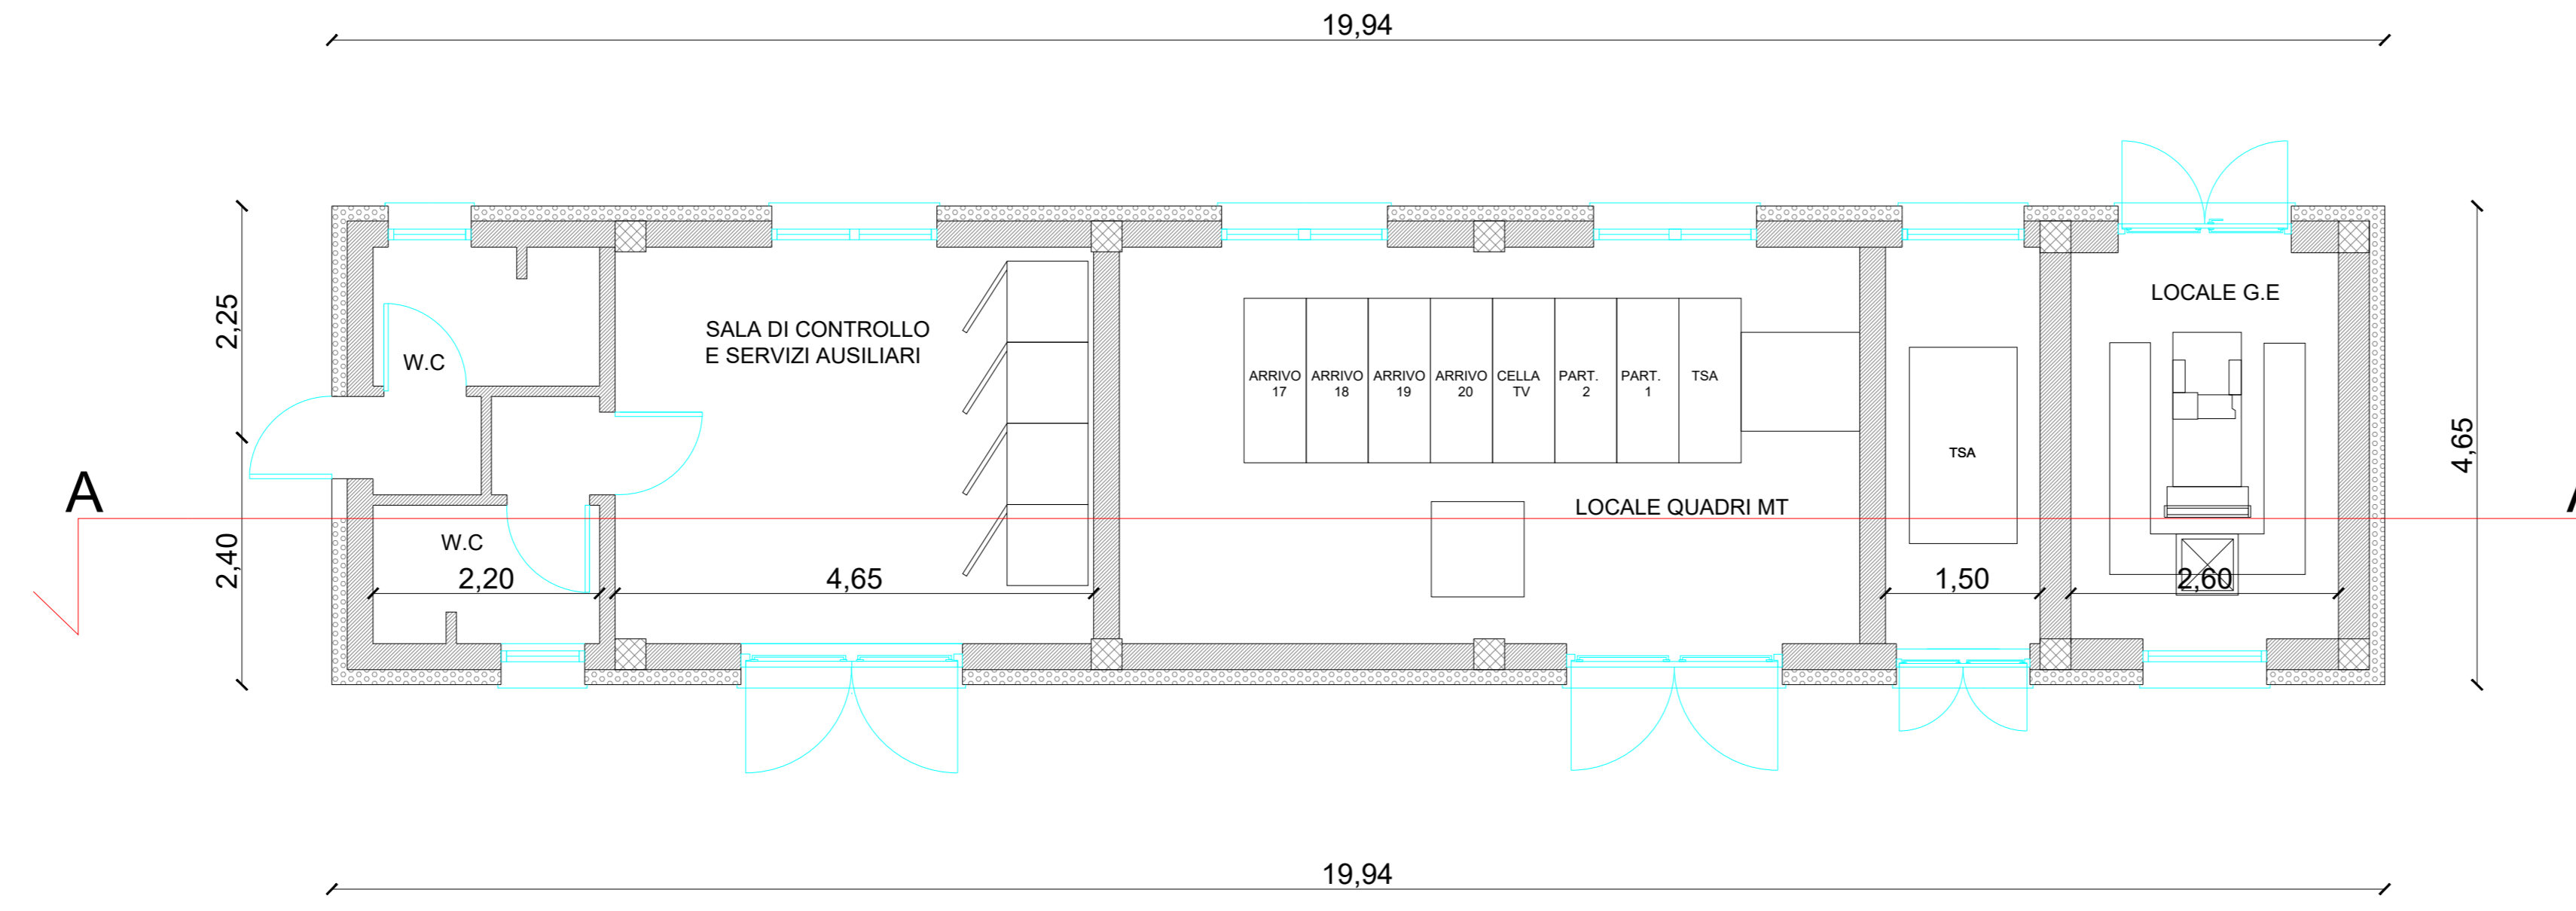 19,94
LOCALE G.E
2,25
SALA DI CONTROLLO
E SERVIZI AUSILIARI
W.C
ARRIVO
17
ARRIVO
18
ARRIVO
19
ARRIVO
20
CELLA
TV
PART.
2
PART.
1
TSA
4,65
TSA
A
LOCALE QUADRI MT
A
W.C
2,40
2,20
4,65
1,50
2,60
19,94